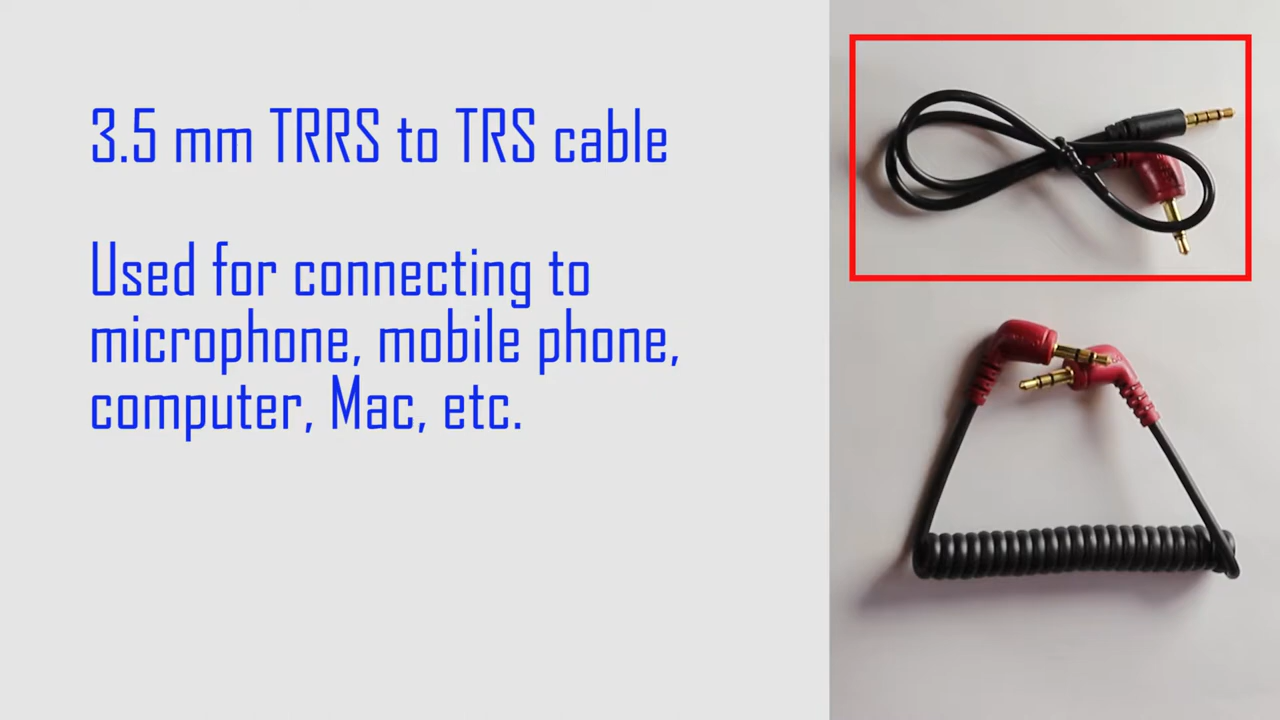 3.5 mm TRRS to TRS cable
Used for connecting to
microphone, mobile phone,
computer, Mac, etc.